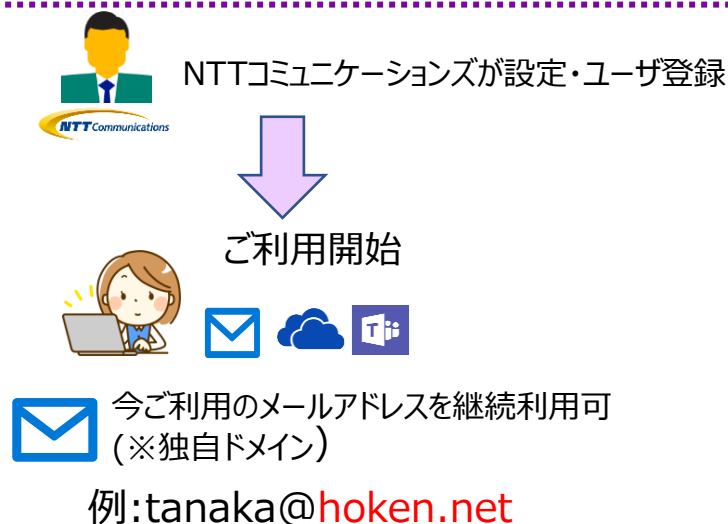 NTTコミュニケーションズが設定・ユーザ登録
NTT Communications
ご利用開始
T
今ご利用のメールアドレスを継続利用可
(※独自ドメイン)
例:tanaka@hoken.net